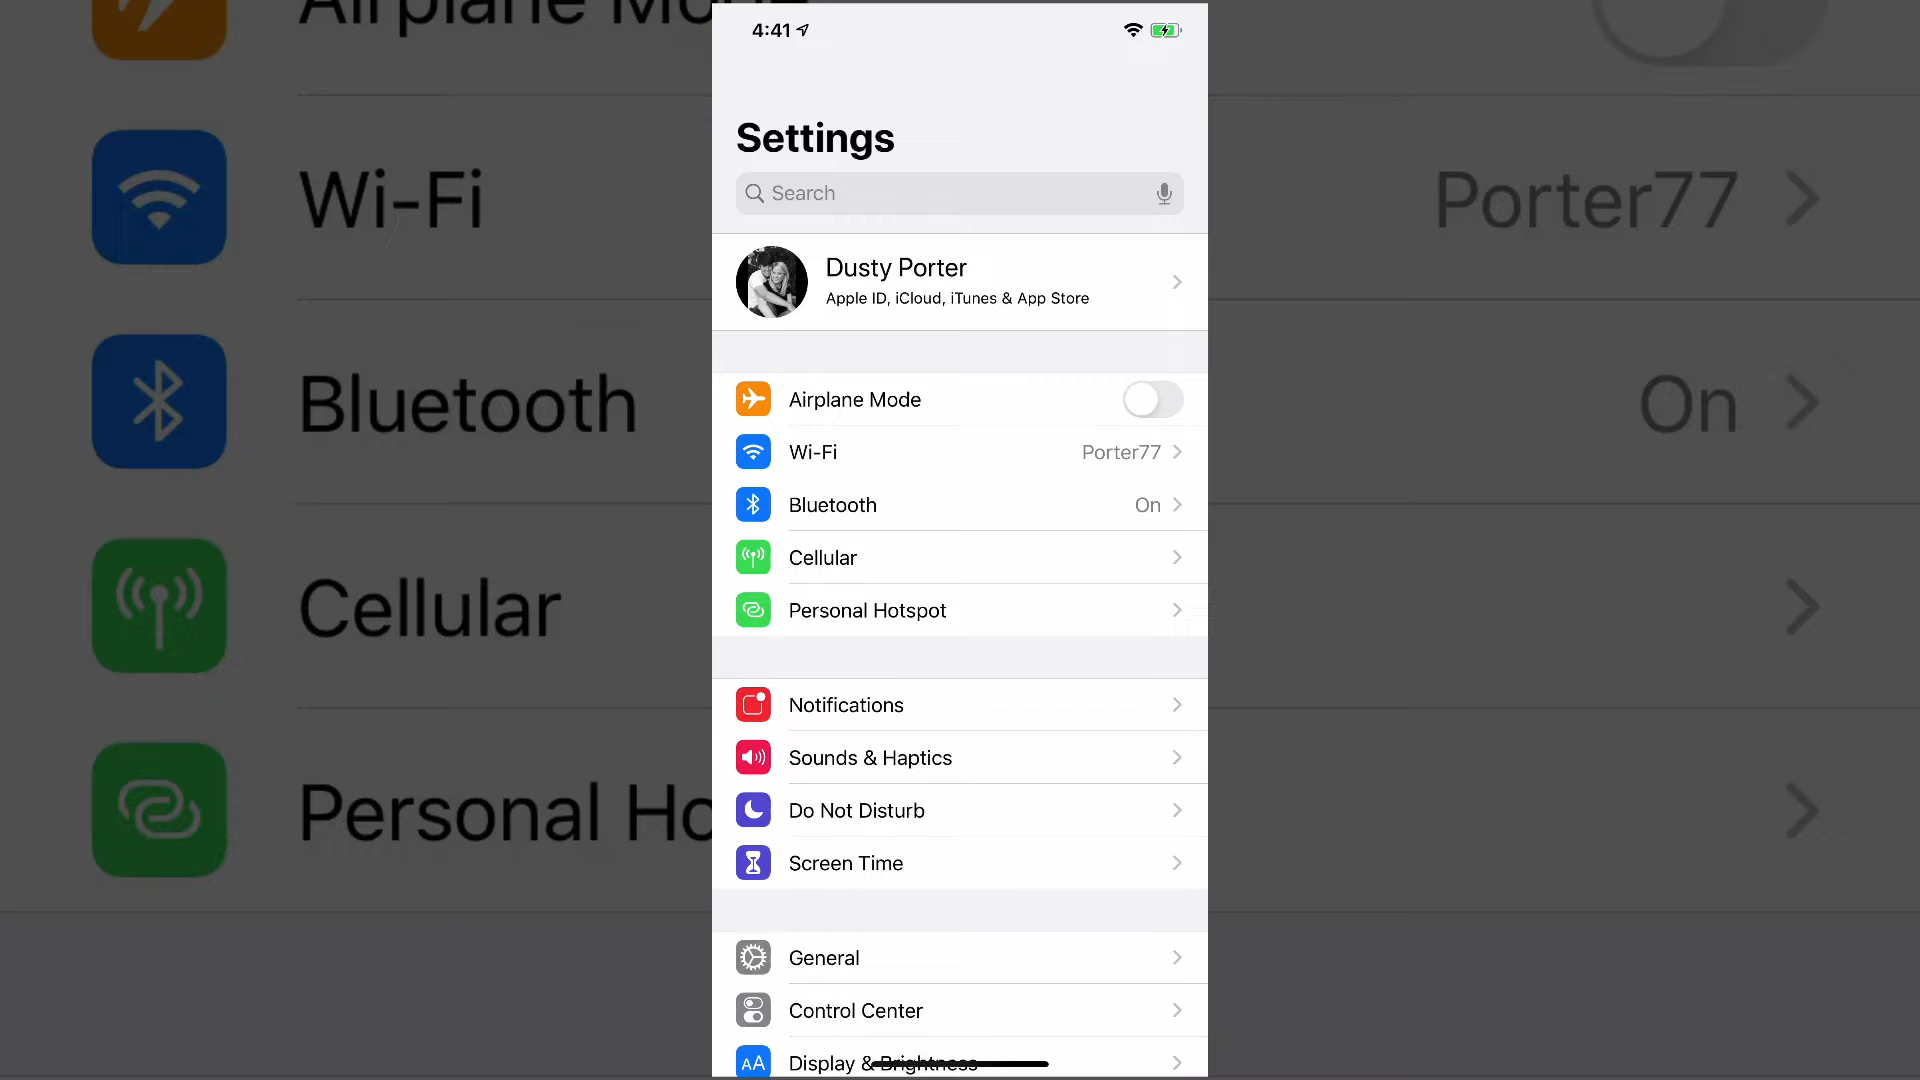 4:41
Settings
Search
Dusty Porter
Apple ID, iCloud, iTunes & App Store
Airplane Mode
Wi-Fi Porter77
Bluetooth On
Cellular
Personal Hotspot
Notifications
Sounds & Haptics
Do Not Disturb
Screen Time
General
Control Center
AA Display & Brightness
Airplane Mo
Wi-Fi Porter77
Bluetooth On
Cellular
Personal Ho